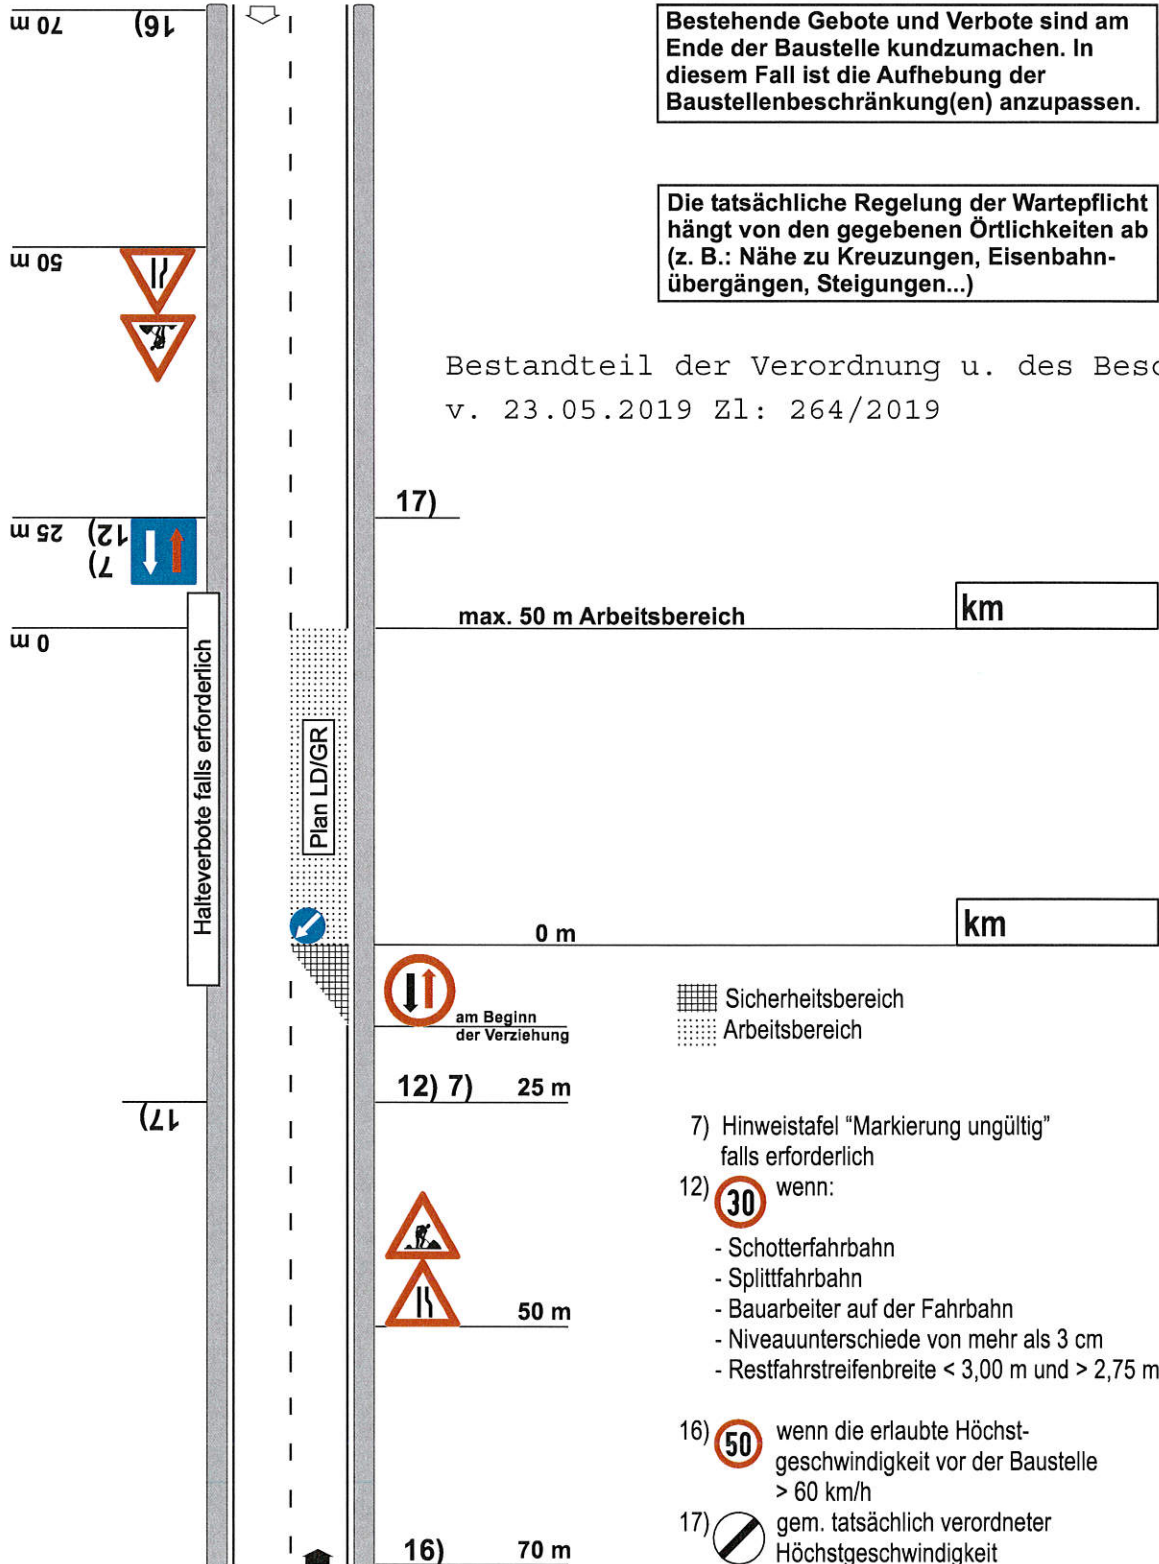 70 m
16)
Bestehende Gebote und Verbote sind am
Ende der Baustelle kundzumachen. In
diesem Fall ist die Aufhebung der
Baustellenbeschränkung(en) anzupassen.
Die tatsächliche Regelung der Wartepflicht
hängt von den gegebenen Örtlichkeiten ab
(z. B.: Nähe zu Kreuzungen, Eisenbahn-
übergängen, Steigungen...)
50 m
Bestandteil der Verordnung u. des
v. 23.05.2019 Zl: 264/2019
17)
25 m
12)
7)
max. 50 m Arbeitsbereich
km
0 m
Halteverbote falls erforderlich
Plan LD/GR
0 m
km
am Beginn
der Verziehung
Sicherheitsbereich
Arbeitsbereich
12) 7) 25 m
17)
7) Hinweistafel “Markierung ungültig”
falls erforderlich
12) 30 wenn:
- Schotterfahrbahn
- Splittfahrbahn
- Bauarbeiter auf der Fahrbahn
- Niveauunterschiede von mehr als 3 cm
- Restfahrstreifenbreite < 3,00 m und > 2,75 m
50 m
16) 50 wenn die erlaubte Höchst-
geschwindigkeit vor der Baustelle
> 60 km/h
17) gem. tatsächlich verordneter
Höchstgeschwindigkeit
16) 70 m